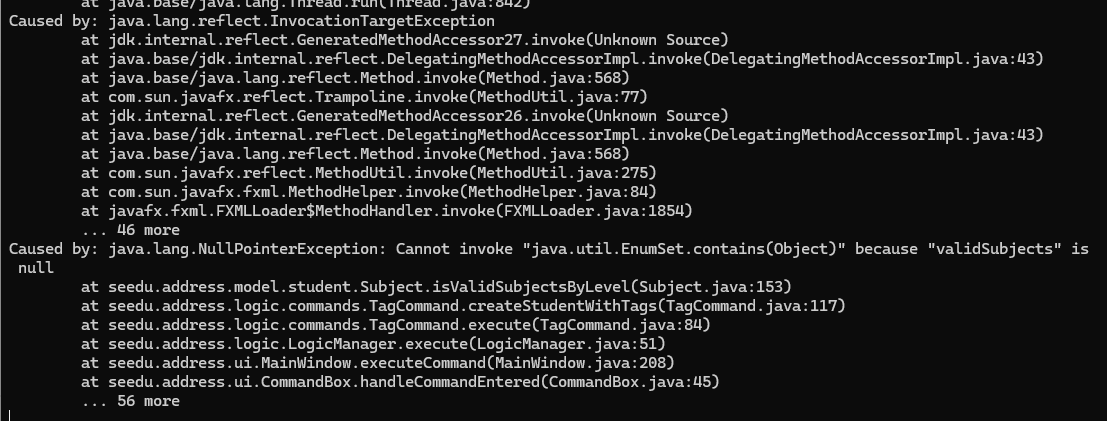 at java.base/java.lang.Thread.run(Thread.java:842)
Caused by: java.lang.reflect.InvocationTargetException
at jdk.internal.reflect.GeneratedMethodAccessor27.invoke(Unknown Source)
at java.base/jdk.internal.reflect.DelegatingMethodAccessorImpl.invoke(DelegatingMethodAccessorImpl.java:43)
at java.base/java.lang.reflect.Method.invoke(Method.java:568)
at com.sun.javafx.reflect.Trampoline.invoke(MethodUtil.java:77)
at jdk.internal.reflect.GeneratedMethodAccessor26.invoke(Unknown Source)
at java.base/jdk.internal.reflect.DelegatingMethodAccessorImpl.invoke(DelegatingMethodAccessorImpl.java:43)
at java.base/java.lang.reflect.Method.invoke(Method.java:568)
at com.sun.javafx.reflect.MethodUtil.invoke(MethodUtil.java:275)
at com.sun.javafx.fxml.MethodHelper.invoke(MethodHelper.java:84)
at javafx.fxml.FXMLLoader$MethodHandler.invoke(FXMLLoader.java:1854)
... 46 more
Caused by: java.lang.NullPointerException: Cannot invoke "java.util.EnumSet.contains(Object)" because "validSubjects" is
null
at seedu.address.model.student.Subject.isValidSubjectsByLevel(Subject.java:153)
at seedu.address.logic.commands.TagCommand.createStudentWithTags(TagCommand.java:117)
at seedu.address.logic.commands.TagCommand.execute(TagCommand.java:84)
at seedu.address.logic.LogicManager.execute(LogicManager.java:51)
at seedu.address.ui.MainWindow.executeCommand(MainWindow.java:208)
at seedu.address.ui.CommandBox.handleCommandEntered(CommandBox.java:45)
... 56 more